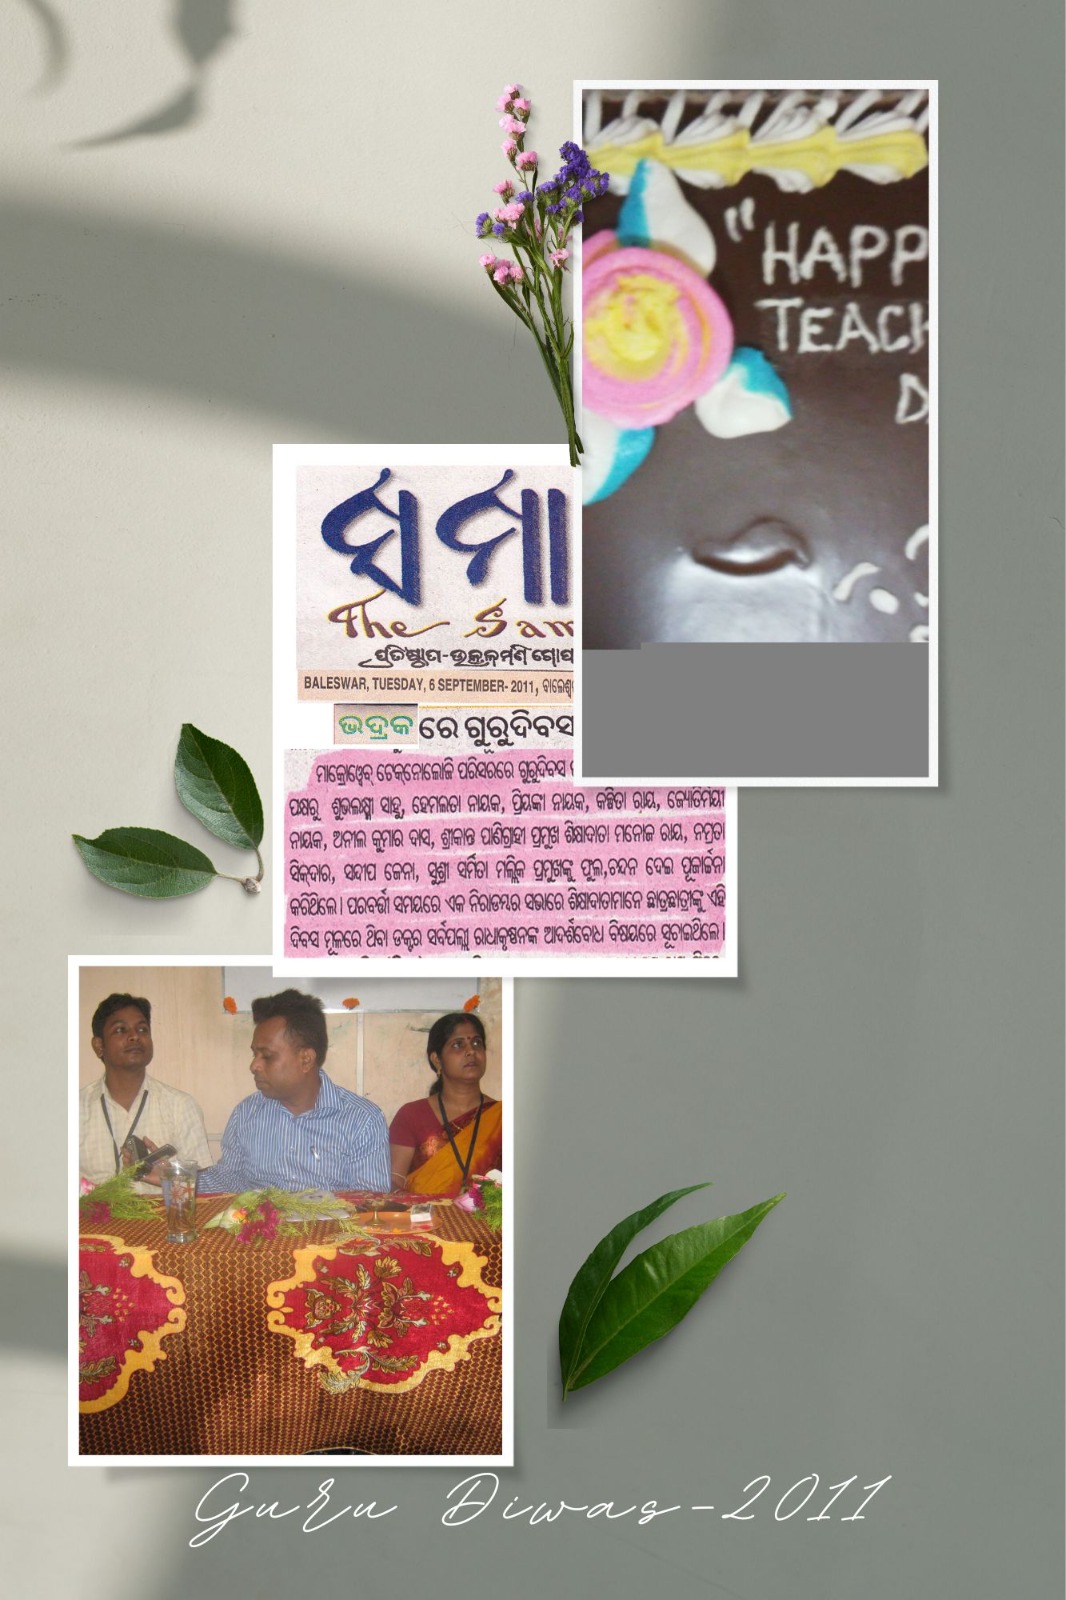 "HAPP
TEACH
ସମା
The Sam
ପ୍ରତିଷ୍ଠାତା-ଉତ୍କଳମଣି ଗୋପ
BALESWAR, TUESDAY, 6 SEPTEMBER- 2011, ବାଲେଶ୍ୱ
ଭଦ୍ରକରେ ଗୁରୁଦିବସ
ମାକ୍ରୋୱେବ୍ ଟେକ୍ନୋଲୋଜି ପରିସରରେ ଗୁରୁଦିବସ
ପକ୍ଷରୁ ଶୁଭଲକ୍ଷ୍ମୀ ସାହୁ, ହେମଲତା ନାୟକ, ପ୍ରିୟଙ୍କା ନାୟକ, କବିତା ରାୟ, ଜ୍ୟୋତିର୍ମୟୀ
ନାୟକ, ଅନୀଲ କୁମାର ଦାସ, ଶ୍ରୀକାନ୍ତ ପାଣିଗ୍ରାହୀ ପ୍ରମୁଖ ଶିକ୍ଷାଦାତା ମନୋଜ ରାୟ, ନମ୍ରତା
ସିକ୍‌ଦାର, ସନ୍ଦୀପ ଜେନା, ସୁଶ୍ରୀ ସର୍ମିତା ମଲ୍ଲିକ ପ୍ରମୁଖଙ୍କୁ ଫୁଲ,ଚନ୍ଦନ ଦେଇ ପୂଜାର୍ଚ୍ଚନା
କରିଥିଲେ। ପରବର୍ତ୍ତୀ ସମୟରେ ଏକ ନିରାଡମ୍ବର ସଭାରେ ଶିକ୍ଷାଦାତାମାନେ ଛାତ୍ରଛାତ୍ରୀଙ୍କୁ ଏହି
ଦିବସ ମୂଳରେ ଥିବା ଡକ୍ଟର ସର୍ବପଲ୍ଲୀ ରାଧାକୃଷ୍ଣନଙ୍କ ଆଦର୍ଶବୋଧ ବିଷୟରେ ସୂଚାଇଥିଲେ।
Guru Diwas-2011